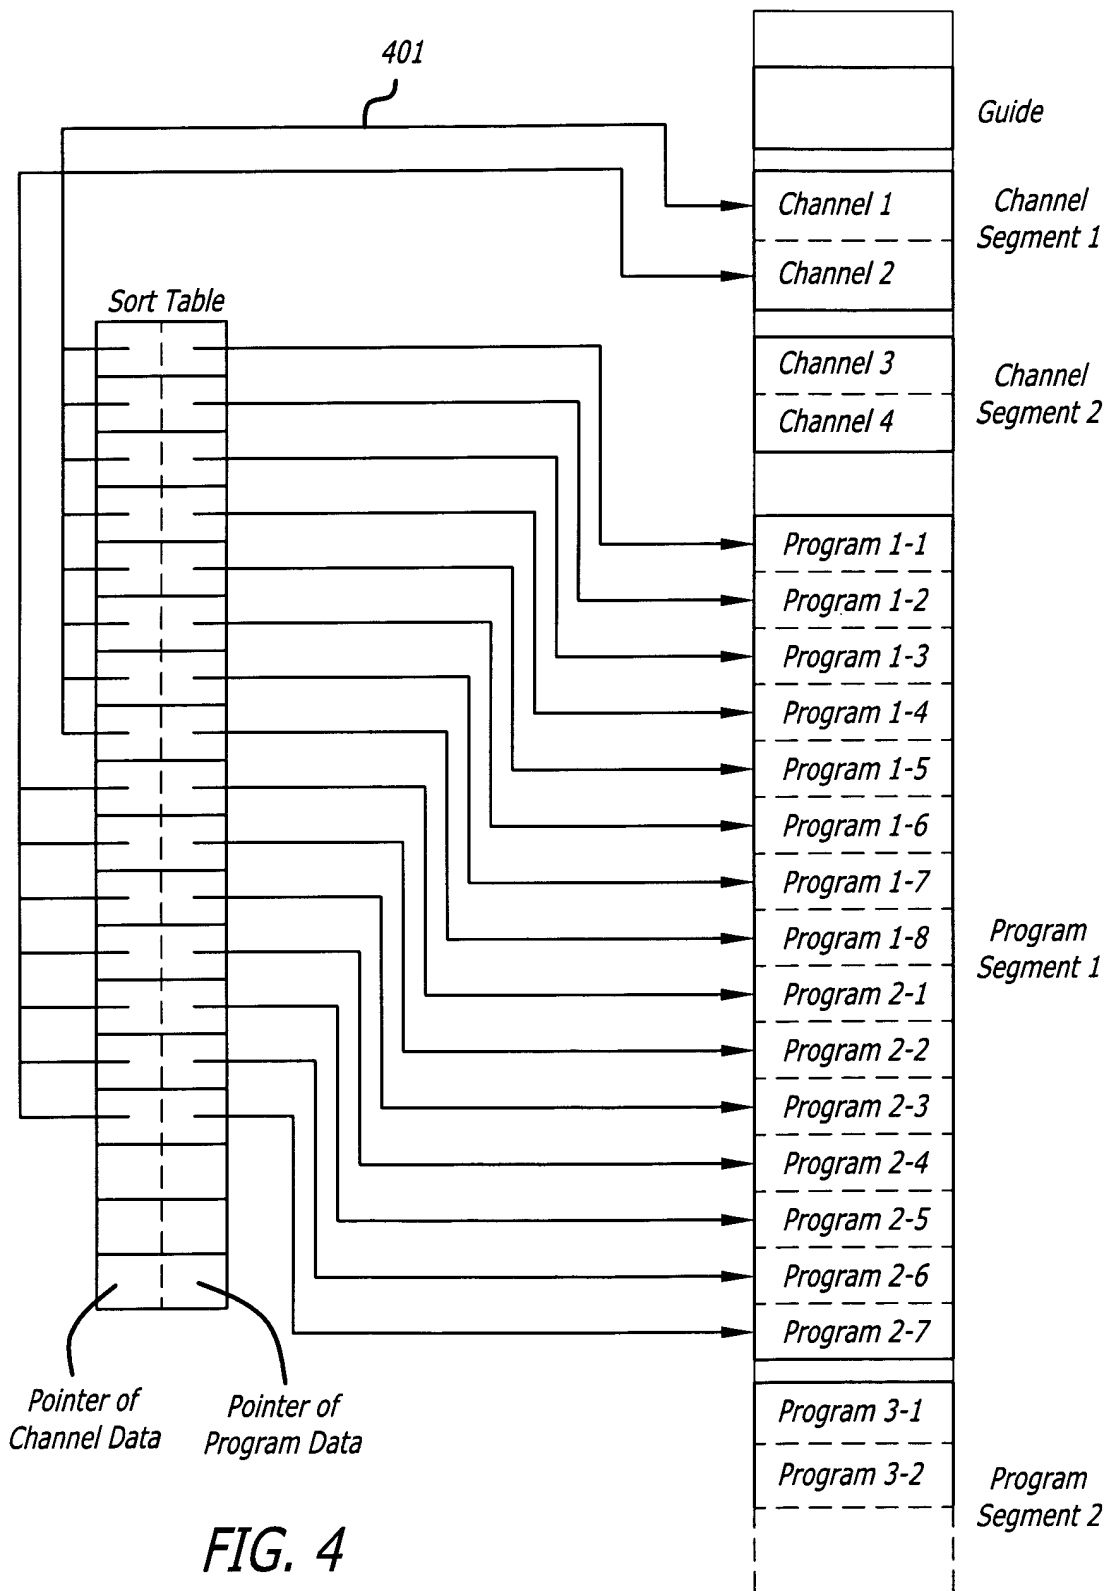 401
Guide
Channel 1
Channel
Segment 1
Channel 2
Sort Table
Channel 3
Channel
Segment 2
Channel 4
Program 1-1
Program 1-2
Program 1-3
Program 1-4
Program 1-5
Program 1-6
Program 1-7
Program 1-8
Program
Segment 1
Program 2-1
Program 2-2
Program 2-3
Program 2-4
Program 2-5
Program 2-6
Program 2-7
Pointer of
Channel Data
Pointer of
Program Data
Program 3-1
Program 3-2
Program
Segment 2
FIG. 4